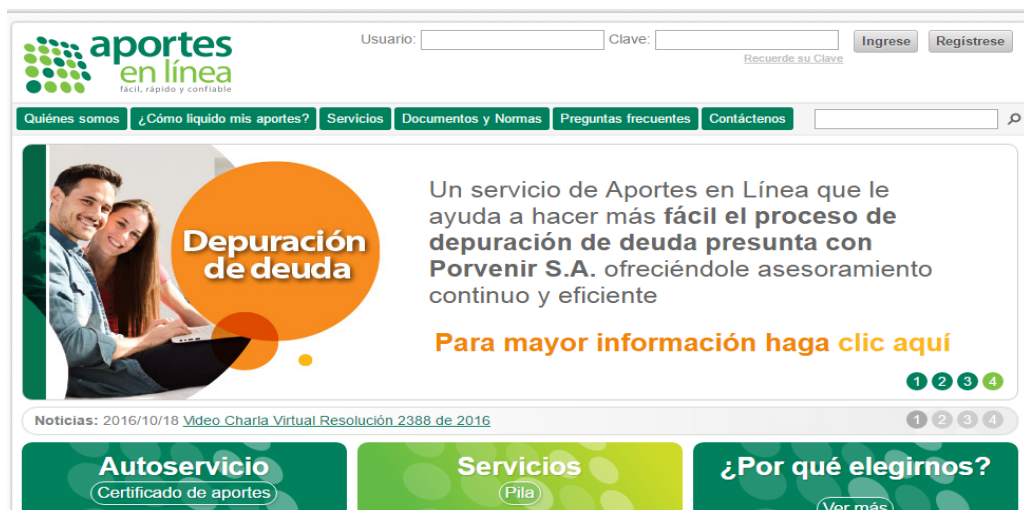 aportes
en línea
fácil, rápido y confiable
Usuario:
Clave:
Ingrese
Regístrese
Recuerde su Clave
Quiénes somos
¿Cómo liquido mis aportes?
Servicios
Documentos y Normas
Preguntas frecuentes
Contáctenos
Depuración
de deuda
Un servicio de Aportes en Línea que le
ayuda a hacer más fácil el proceso de
depuración de deuda presunta con
Porvenir S.A. ofreciéndole asesoramiento
continuo y eficiente
Para mayor información haga clic aquí
1 2 3 4
Noticias: 2016/10/18 Video Charla Virtual Resolución 2388 de 2016
1 2 3 4
Autoservicio
Certificado de aportes
Servicios
Pila
¿Por qué elegirnos?
Ver más